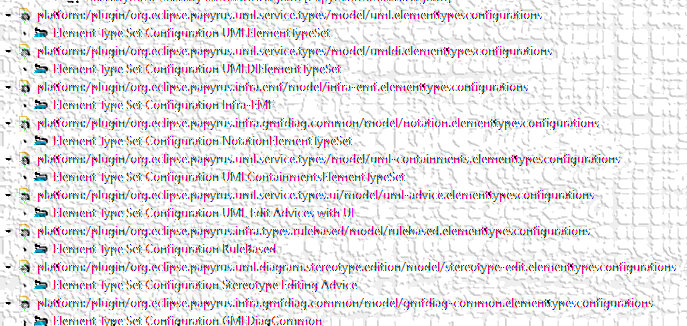 platform:/plugin/org.eclipse.papyrus.uml.service.types/model/uml.elementtypesconfigurations
Element Type Set Configuration UMLElementTypeSet
platform:/plugin/org.eclipse.papyrus.uml.service.types/model/umldi.elementtypesconfigurations
Element Type Set Configuration UMLDIElementTypeSet
platform:/plugin/org.eclipse.papyrus.infra.emf/model/infra-emf.elementtypesconfigurations
Element Type Set Configuration Infra-EMF
platform:/plugin/org.eclipse.papyrus.infra.gmfdiag.common/model/notation.elementtypesconfigurations
Element Type Set Configuration NotationElementTypeSet
platform:/plugin/org.eclipse.papyrus.uml.service.types/model/uml-containments.elementtypesconfigurations
Element Type Set Configuration UMLContainmentsElementTypeSet
platform:/plugin/org.eclipse.papyrus.uml.service.types.ui/model/uml-advice.elementtypesconfigurations
Element Type Set Configuration UML Edit Advices with UI
platform:/plugin/org.eclipse.papyrus.infra.types.rulebased/model/rulebased.elementtypesconfigurations
Element Type Set Configuration RuleBased
platform:/plugin/org.eclipse.papyrus.uml.diagram.stereotype.edition/model/stereotype-edit.elementtypesconfigurations
Element Type Set Configuration Stereotype Editing Advice
platform:/plugin/org.eclipse.papyrus.infra.gmfdiag.common/model/gmfdiag-common.elementtypesconfigurations
Element Type Set Configuration GMFDiagCommon